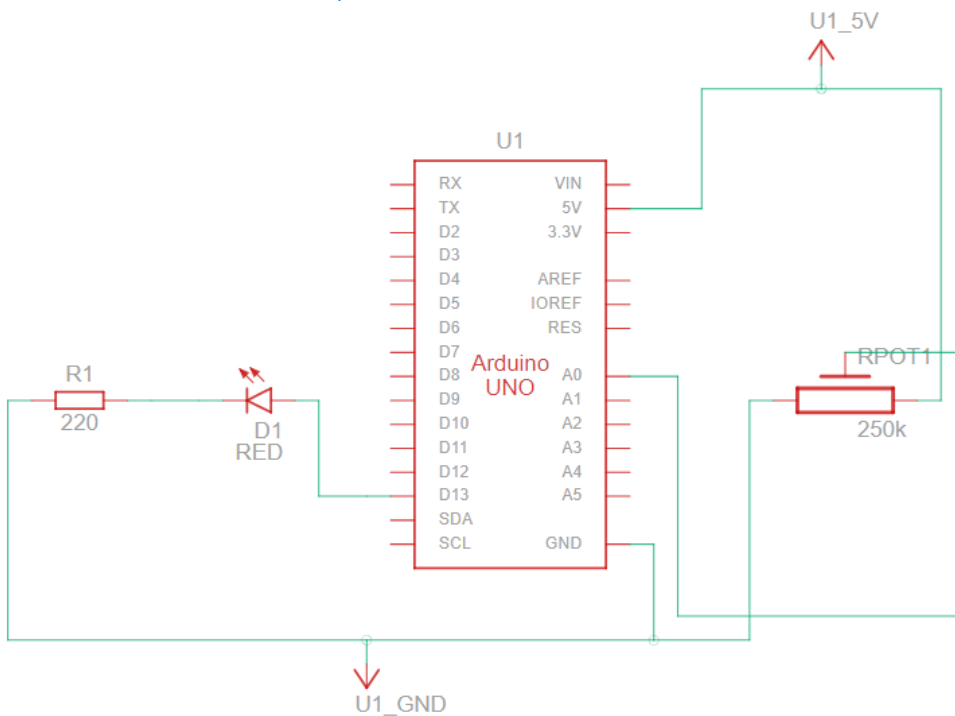 U1_5V
U1
RX
VIN
TX
5V
D2
3.3V
D3
D4
AREF
D5
IOREF
D6
RES
D7
Arduino
UNO
D8
A0
D9
A1
D10
A2
D11
A3
D12
A4
D13
A5
SDA
SCL
GND
R1
220
D1
RED
RPOT1
250k
U1_GND